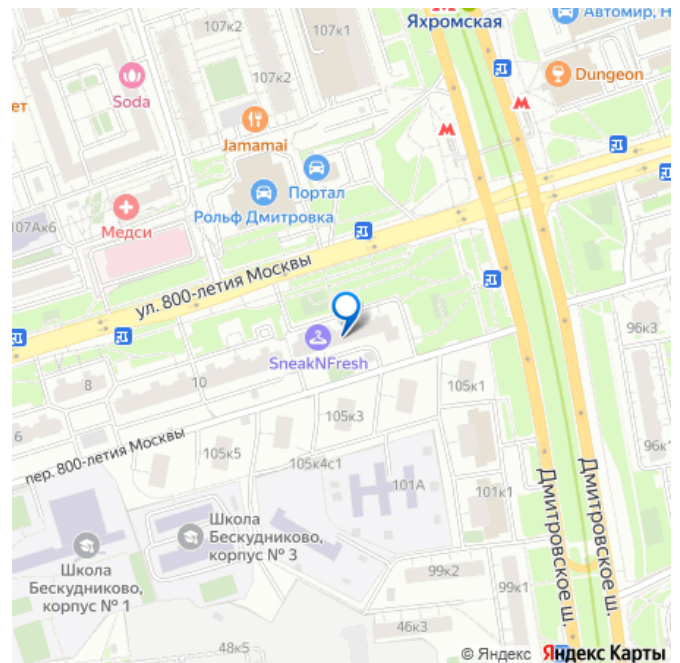 107к2
107к1
Яхромская
Автомир, Н
107к2
Dungeon
ет
Soda
Jamamai
Портал
Рольф Дмитровка
107Ак6
Медси
ул. 800-летия Москвы
96к3
SneakNFresh
8
10
105к1
105к3
6
пер. 800-летия Москвы
105к5
105к4с1
96к1
101А
101к1
Дмитровское ш.
Дмитровское ш.
Школа
Бескудниково,
корпус № 3
Школа
Бескудниково,
корпус № 1
99к2
99к1
46к3
48к5
© Яндекс Яндекс Карты